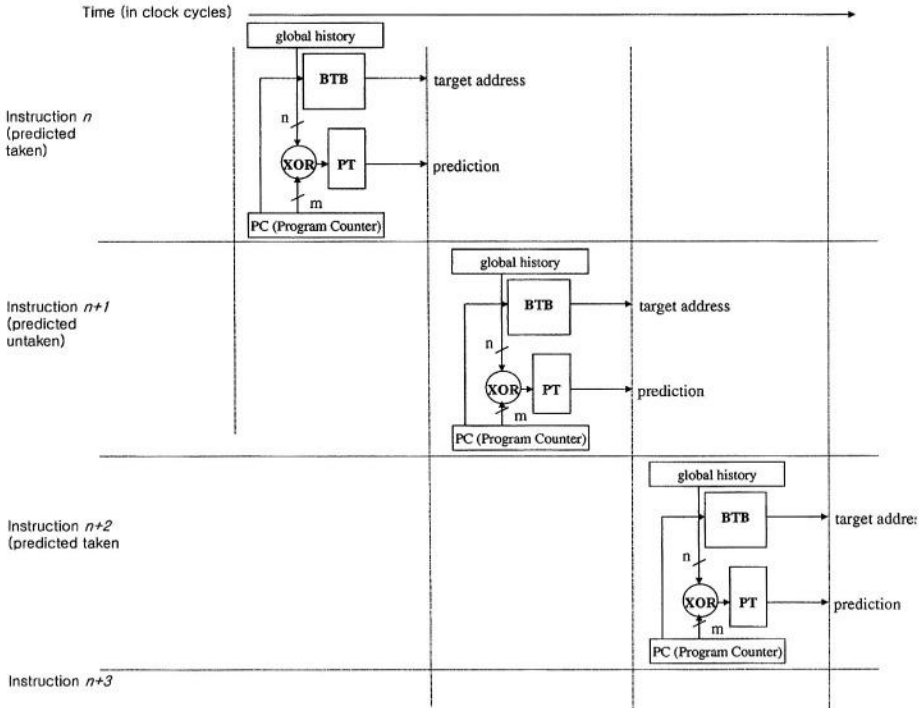 Time (in clock cycles)
global history
BTB
target address
Instruction n
(predicted
taken)
n
XOR
PT
prediction
m
PC (Program Counter)
global history
Instruction n+1
(predicted
untaken)
BTB
target address
n
XOR
PT
prediction
m
PC (Program Counter)
global history
Instruction n+2
(predicted taken
BTB
target addre
n
XOR
PT
prediction
m
PC (Program Counter)
Instruction n+3